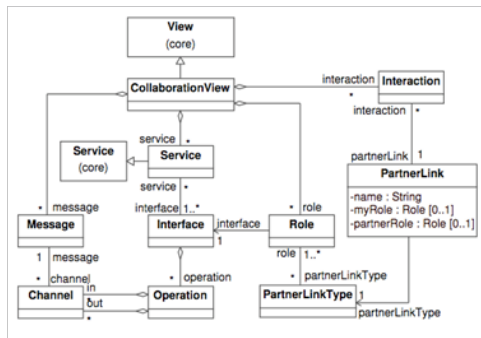 View
(core)
CollaborationView
interaction
*
Interaction
interaction
*
service
*
Service
(core)
Service
service
*
partnerLink
1
PartnerLink
-name : String
-myRole : Role [0..1]
-partnerRole : Role [0..1]
*
message
interface
1..*
*
role
Message
Interface
interface
1
Role
1
message
*
channel
in
*
out
*
*
operation
role
1..*
*
partnerLinkType
Channel
Operation
PartnerLinkType
1
partnerLinkType